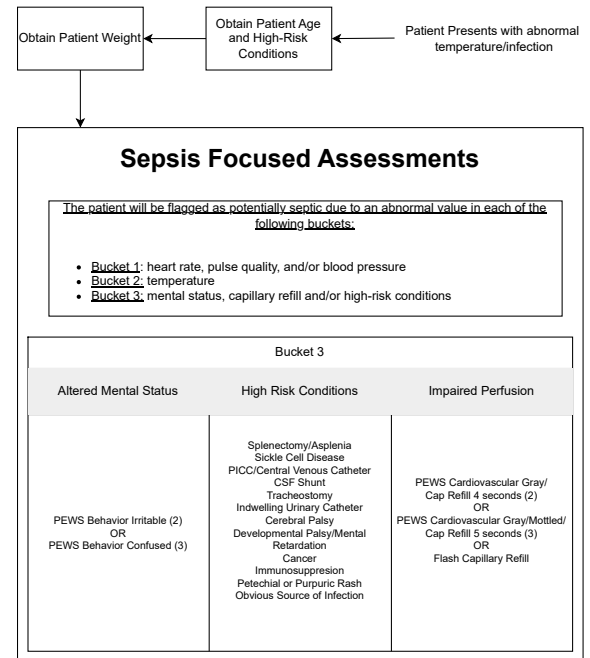 Patient Presents with abnormal
temperature/infection
Obtain Patient Age
and High-Risk
Conditions
Obtain Patient Weight
Sepsis Focused Assessments
The patient will be flagged as potentially septic due to an abnormal value in each of the
following buckets:
• Bucket 1: heart rate, pulse quality, and/or blood pressure
• Bucket 2: temperature
• Bucket 3: mental status, capillary refill and/or high-risk conditions
Bucket 3
Altered Mental Status
High Risk Conditions
Impaired Perfusion
PEWS Behavior Irritable (2)
OR
PEWS Behavior Confused (3)
Splenectomy/Asplenia
Sickle Cell Disease
PICC/Central Venous Catheter
CSF Shunt
Tracheostomy
Indwelling Urinary Catheter
Cerebral Palsy
Developmental Palsy/Mental
Retardation
Cancer
Immunosuppresion
Petechial or Purpuric Rash
Obvious Source of Infection
PEWS Cardiovascular Gray/
Cap Refill 4 seconds (2)
OR
PEWS Cardiovascular Gray/Mottled/
Cap Refill 5 seconds (3)
OR
Flash Capillary Refill